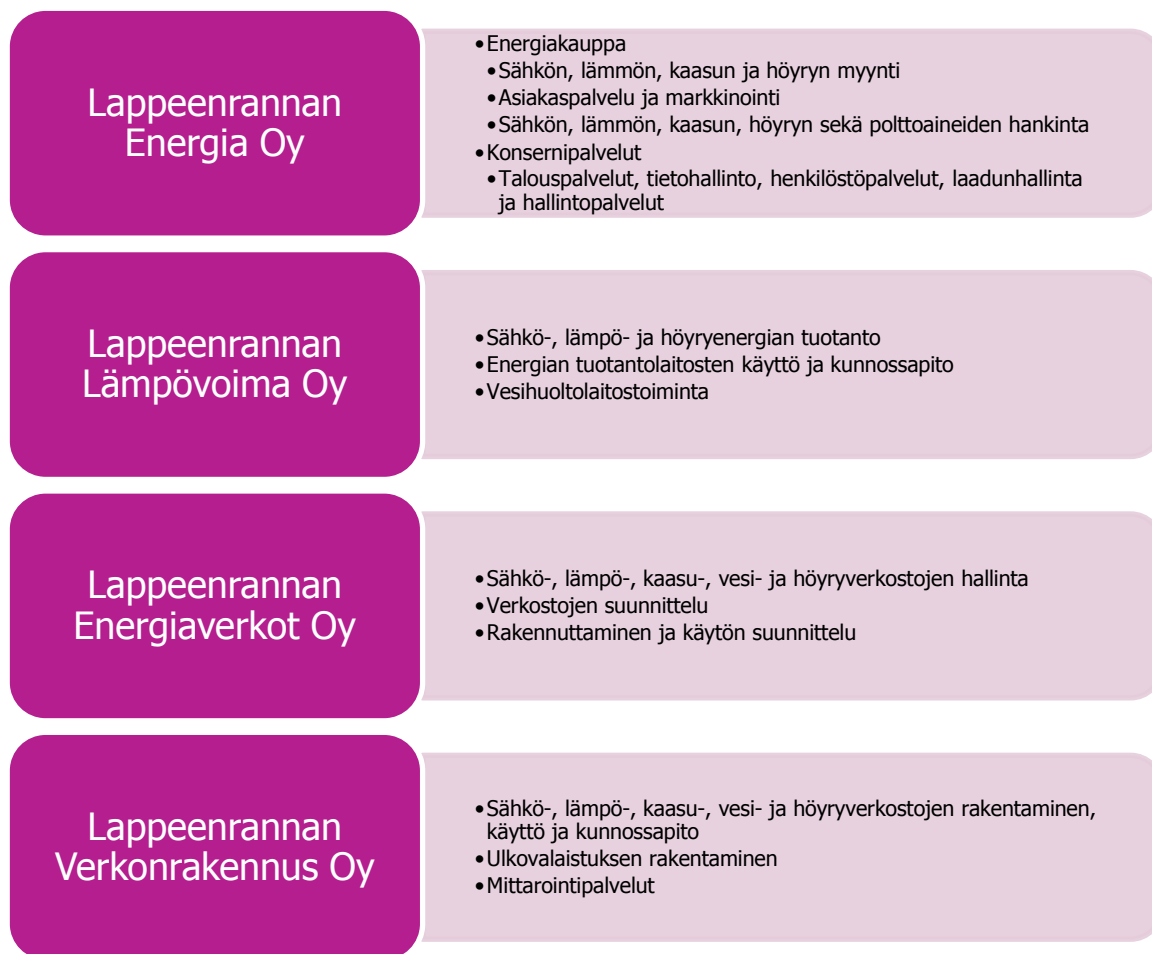 Lappeenrannan
Energia Oy
•Energiakauppa
•Sähkön, lämmön, kaasun ja höyryn myynti
•Asiakaspalvelu ja markkinointi
•Sähkön, lämmön, kaasun, höyryn sekä polttoaineiden hankinta
•Konsernipalvelut
•Talouspalvelut, tietohallinto, henkilöstöpalvelut, laadunhallinta
ja hallintopalvelut
Lappeenrannan
Lämpövoima Oy
•Sähkö-, lämpö- ja höyryenergian tuotanto
•Energian tuotantolaitosten käyttö ja kunnossapito
•Vesihuoltolaitostoiminta
Lappeenrannan
Energiaverkot Oy
•Sähkö-, lämpö-, kaasu-, vesi- ja höyryverkostojen hallinta
•Verkostojen suunnittelu
•Rakennuttaminen ja käytön suunnittelu
Lappeenrannan
Verkonrakennus Oy
•Sähkö-, lämpö-, kaasu-, vesi- ja höyryverkostojen rakentaminen,
käyttö ja kunnossapito
•Ulkovalaistuksen rakentaminen
•Mittarointipalvelut